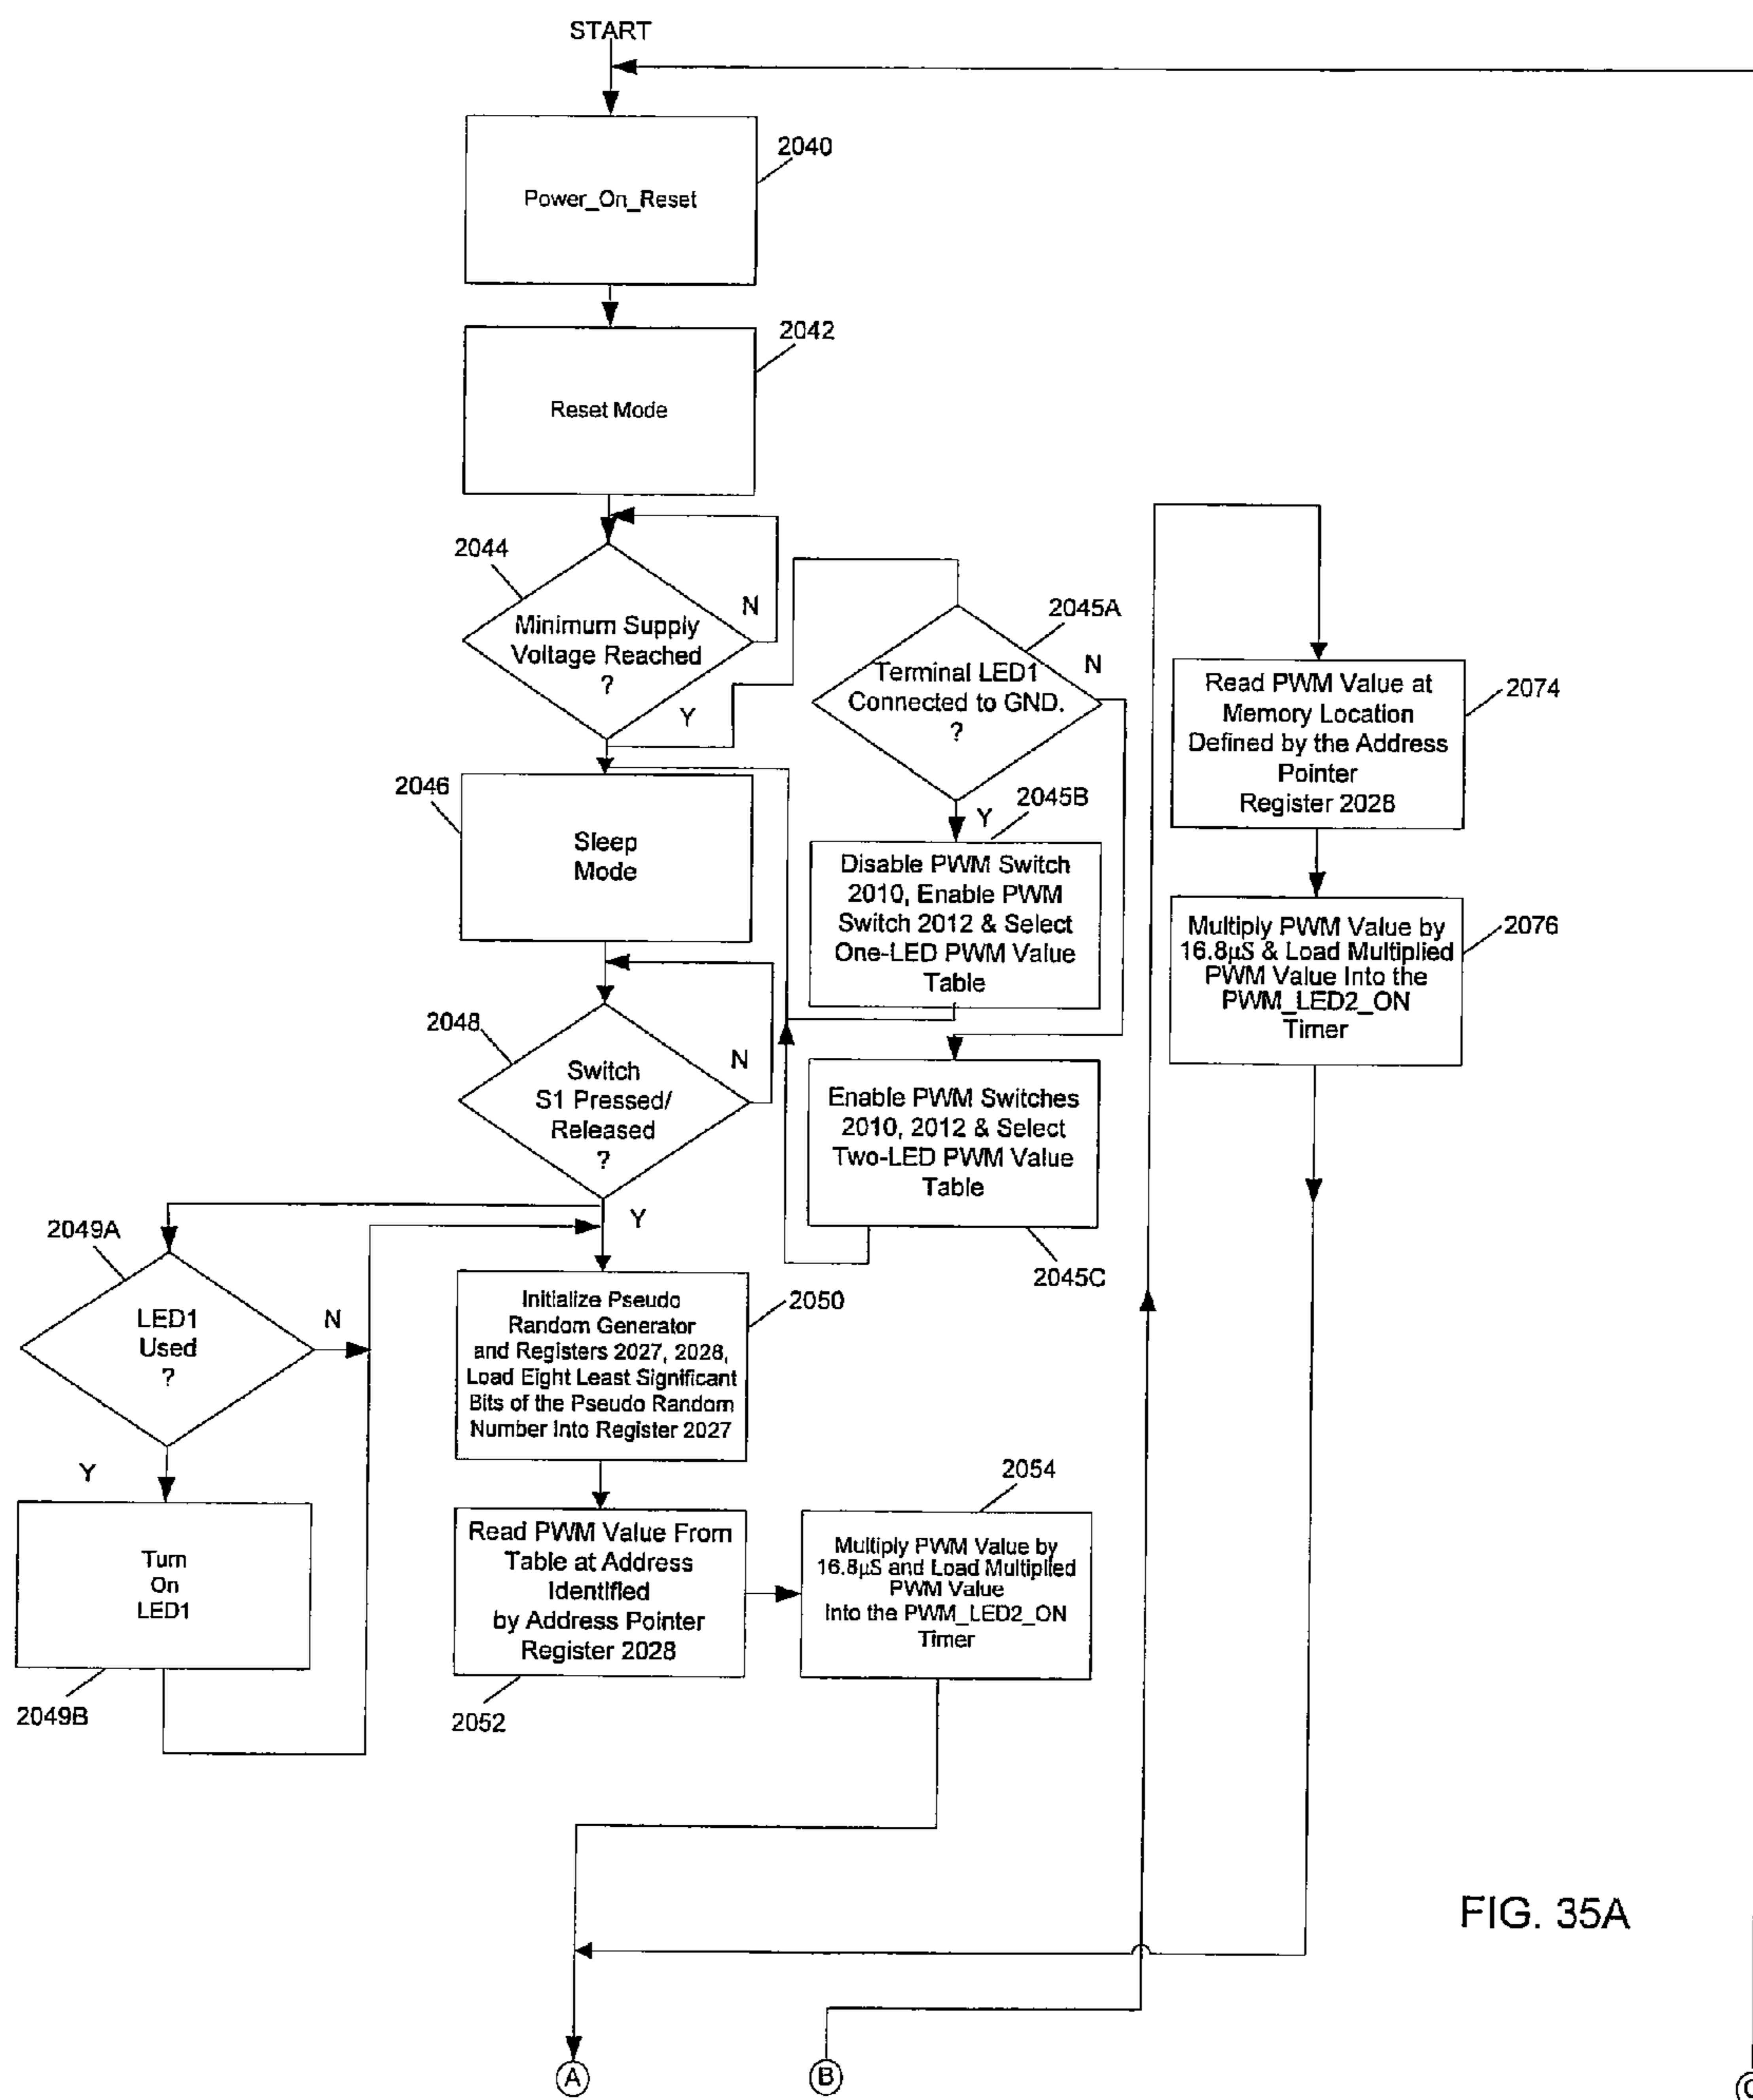 START
2040
Power_On_Reset
2042
Reset Mode
2044
Minimum Supply
Voltage Reached
?
N
Y
2045A
Terminal LED1
Connected to GND.
?
N
Y
2045B
Disable PWM Switch
2010, Enable PWM
Switch 2012 & Select
One-LED PWM Value
Table
Enable PWM Switches
2010, 2012 & Select
Two-LED PWM Value
Table
2045C
2046
Sleep
Mode
2048
Switch
S1 Pressed/
Released
?
N
Y
2049A
LED1
Used
?
N
Y
Turn
On
LED1
2049B
2050
Initialize Pseudo
Random Generator
and Registers 2027, 2028,
Load Eight Least Significant
Bits of the Pseudo Random
Number Into Register 2027
Read PWM Value From
Table at Address
Identified
by Address Pointer
Register 2028
2052
2054
Multiply PWM Value by
16.8µS and Load Multiplied
PWM Value
Into the PWM_LED2_ON
Timer
Read PWM Value at
Memory Location
Defined by the Address
Pointer
Register 2028
2074
Multiply PWM Value by
16.8µS & Load Multiplied
PWM Value Into the
PWM_LED2_ON
Timer
2076
FIG. 35A
A
B